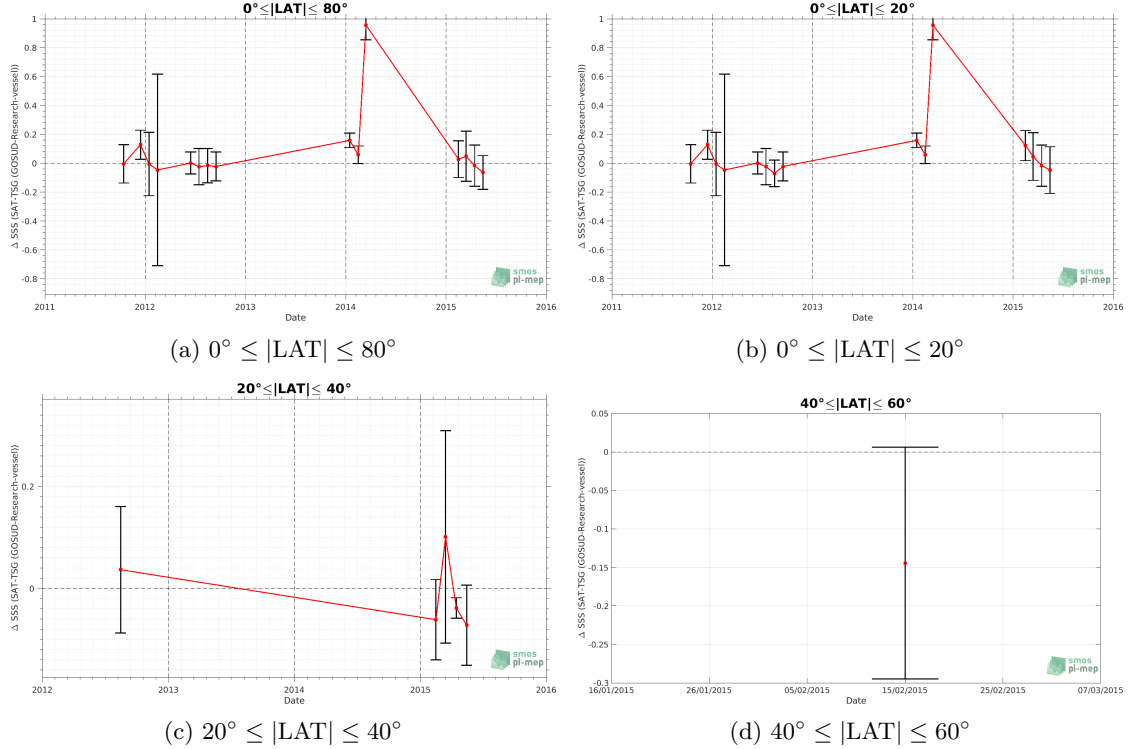 0°≤|LAT|≤ 80°
Δ SSS (SAT-TSG (GOSUD-Research-vessel))
1
0.8
0.6
0.4
0.2
0
-0.2
-0.4
-0.6
-0.8
2011 2012 2013 2014 2015 2016
Date
smos
pi-mep
(a) 0° ≤ |LAT| ≤ 80°
0°≤|LAT|≤ 20°
Δ SSS (SAT-TSG (GOSUD-Research-vessel))
1
0.8
0.6
0.4
0.2
0
-0.2
-0.4
-0.6
-0.8
2011 2012 2013 2014 2015 2016
Date
smos
pi-mep
(b) 0° ≤ |LAT| ≤ 20°
20°≤|LAT|≤ 40°
Δ SSS (SAT-TSG (GOSUD-Research-vessel))
0.2
0
2012 2013 2014 2015 2016
Date
smos
pi-mep
(c) 20° ≤ |LAT| ≤ 40°
40°≤|LAT|≤ 60°
Δ SSS (SAT-TSG (GOSUD-Research-vessel))
0.05
0
-0.05
-0.1
-0.15
-0.2
-0.25
-0.3
16/01/2015 26/01/2015 05/02/2015 15/02/2015 25/02/2015 07/03/2015
Date
smos
pi-mep
(d) 40° ≤ |LAT| ≤ 60°